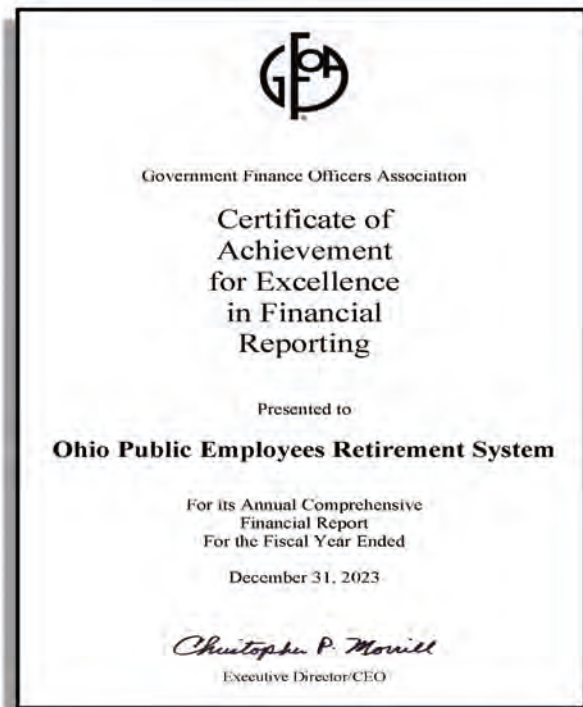 GFOA
Government Finance Officers Association
Certificate of
Achievement
for Excellence
in Financial
Reporting
Presented to
Ohio Public Employees Retirement System
For its Annual Comprehensive
Financial Report
For the Fiscal Year Ended
December 31, 2023
Christopher P. Morrill
Executive Director/CEO